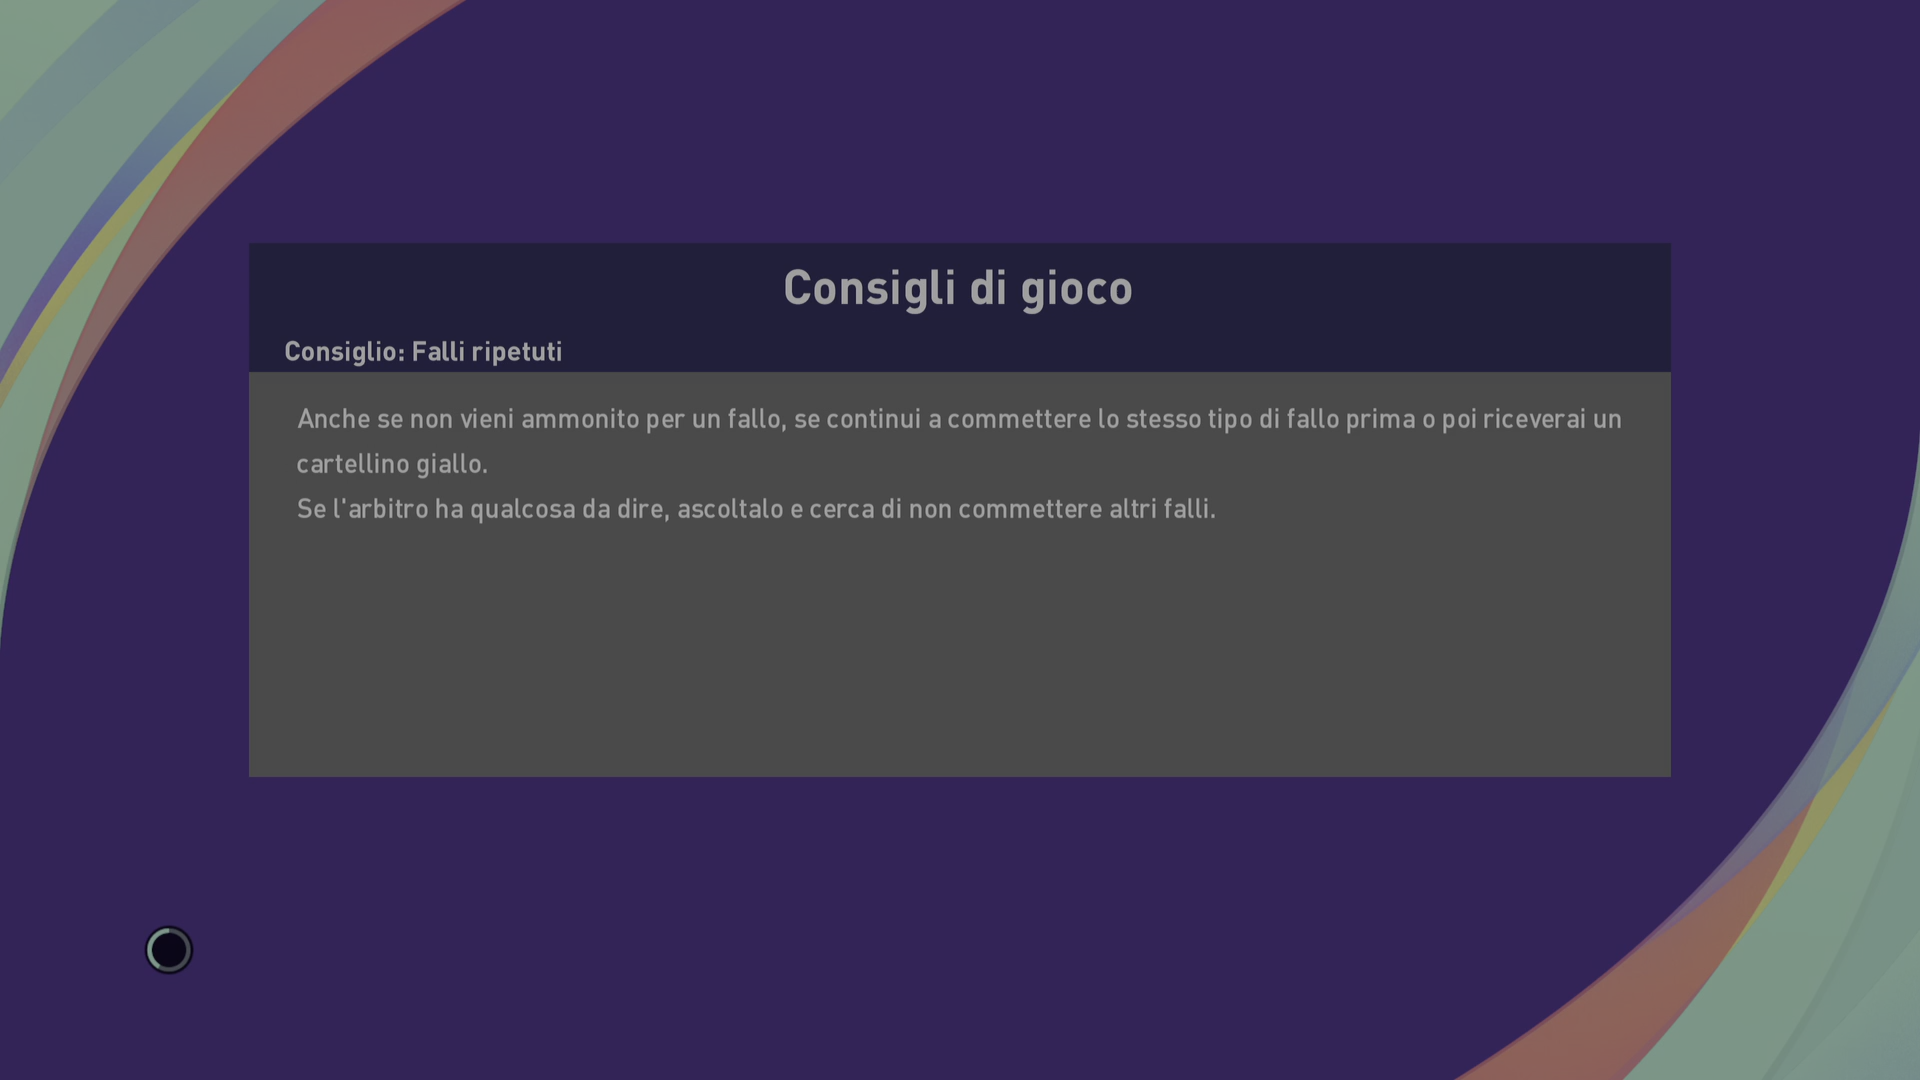 Consigli di gioco
Consiglio: Falli ripetuti
Anche se non vieni ammonito per un fallo, se continui a commettere lo stesso tipo di fallo prima o poi riceverai un
cartellino giallo.
Se l'arbitro ha qualcosa da dire, ascoltalo e cerca di non commettere altri falli.